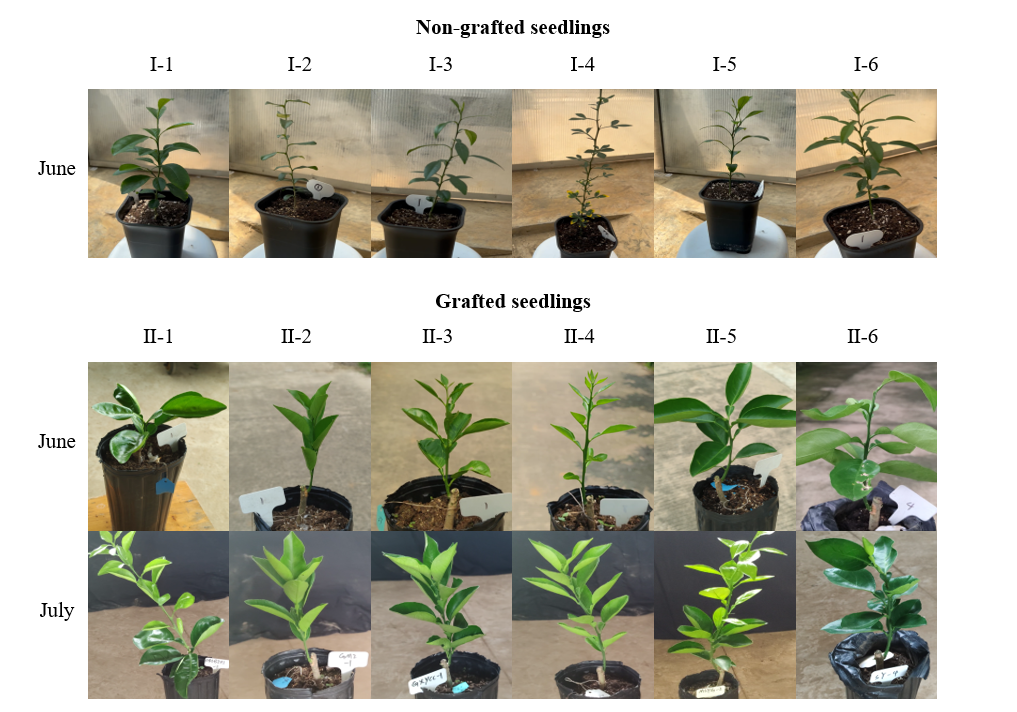 Non-grafted seedlings
I-1 I-2 I-3 I-4 I-5 I-6
June
Grafted seedlings
II-1 II-2 II-3 II-4 II-5 II-6
June
July